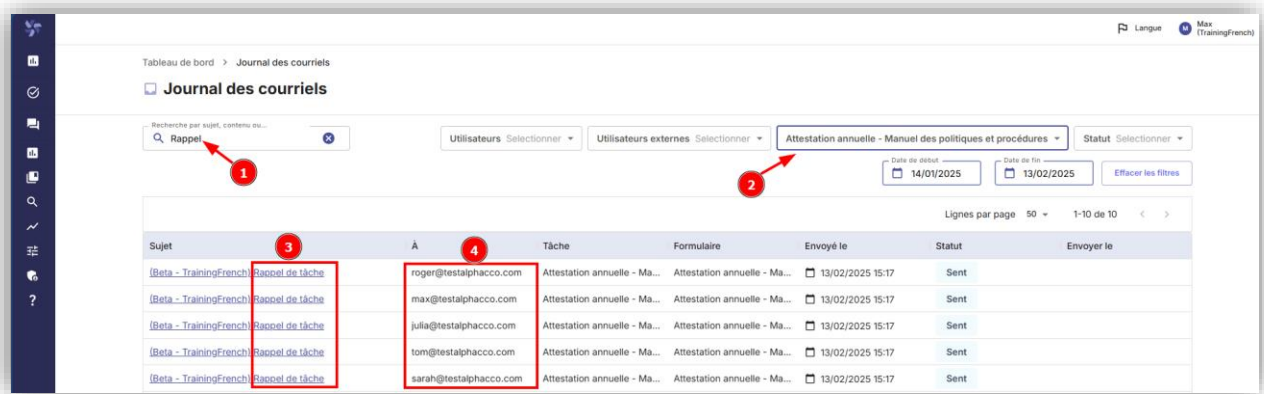 Langue
M
Max
(TrainingFrench)
Tableau de bord > Journal des courriels
Journal des courriels
Recherche par sujet, contenu ou...
Rappel
Utilisateurs Selectionner
Utilisateurs externes Selectionner
Attestation annuelle - Manuel des politiques et procédures
Statut Selectionner
1
2
Date de début
14/01/2025
Date de fin
13/02/2025
Effacer les filtres
Lignes par page 50 1-10 de 10
3
4
Sujet À Tâche Formulaire Envoyé le Statut Envoyer le
(Beta - TrainingFrench) Rappel de tâche roger@testalphacco.com Attestation annuelle - Ma... Attestation annuelle - Ma... 13/02/2025 15:17 Sent
(Beta - TrainingFrench) Rappel de tâche max@testalphacco.com Attestation annuelle - Ma... Attestation annuelle - Ma... 13/02/2025 15:17 Sent
(Beta - TrainingFrench) Rappel de tâche julia@testalphacco.com Attestation annuelle - Ma... Attestation annuelle - Ma... 13/02/2025 15:17 Sent
(Beta - TrainingFrench) Rappel de tâche tom@testalphacco.com Attestation annuelle - Ma... Attestation annuelle - Ma... 13/02/2025 15:17 Sent
(Beta - TrainingFrench) Rappel de tâche sarah@testalphacco.com Attestation annuelle - Ma... Attestation annuelle - Ma... 13/02/2025 15:17 Sent